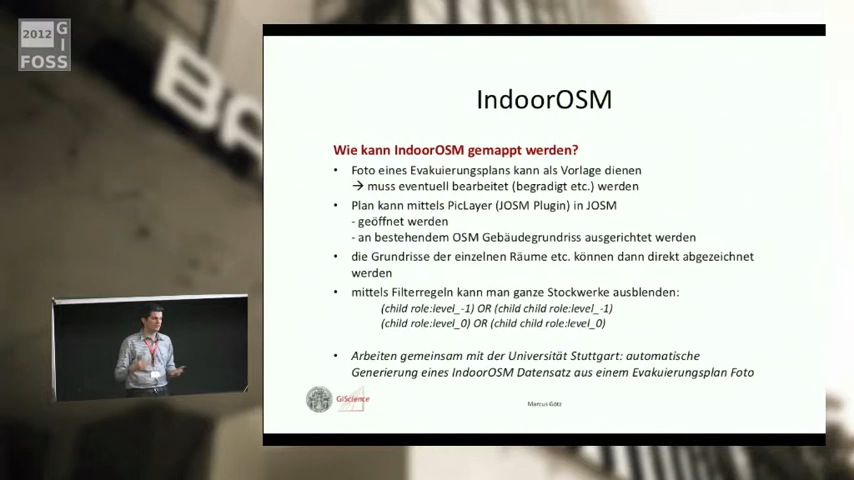 2012
G
I
FOSS
BA
IndoorOSM
Wie kann IndoorOSM gemappt werden?
• Foto eines Evakuierungsplans kann als Vorlage dienen
→ muss eventuell bearbeitet (begradigt etc.) werden
• Plan kann mittels PicLayer (JOSM Plugin) in JOSM
- geöffnet werden
- an bestehendem OSM Gebäudegrundriss ausgerichtet werden
• die Grundrisse der einzelnen Räume etc. können dann direkt abgezeichnet
werden
• mittels Filterregeln kann man ganze Stockwerke ausblenden:
(child role:level_-1) OR (child child role:level_-1)
(child role:level_0) OR (child child role:level_0)
• Arbeiten gemeinsam mit der Universität Stuttgart: automatische
Generierung eines IndoorOSM Datensatz aus einem Evakuierungsplan Foto
GIScience
Marcus Götz